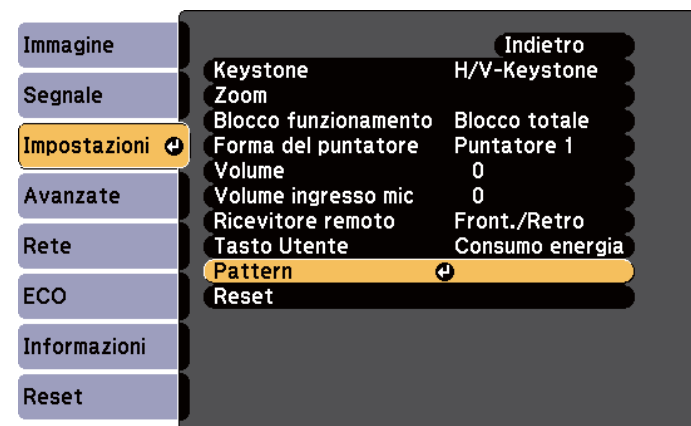 Immagine
Segnale
Impostazioni
Avanzate
Rete
ECO
Informazioni
Reset
Indietro
Keystone H/V-Keystone
Zoom
Blocco funzionamento Blocco totale
Forma del puntatore Puntatore 1
Volume 0
Volume ingresso mic 0
Ricevitore remoto Front./Retro
Tasto Utente Consumo energia
Pattern
Reset